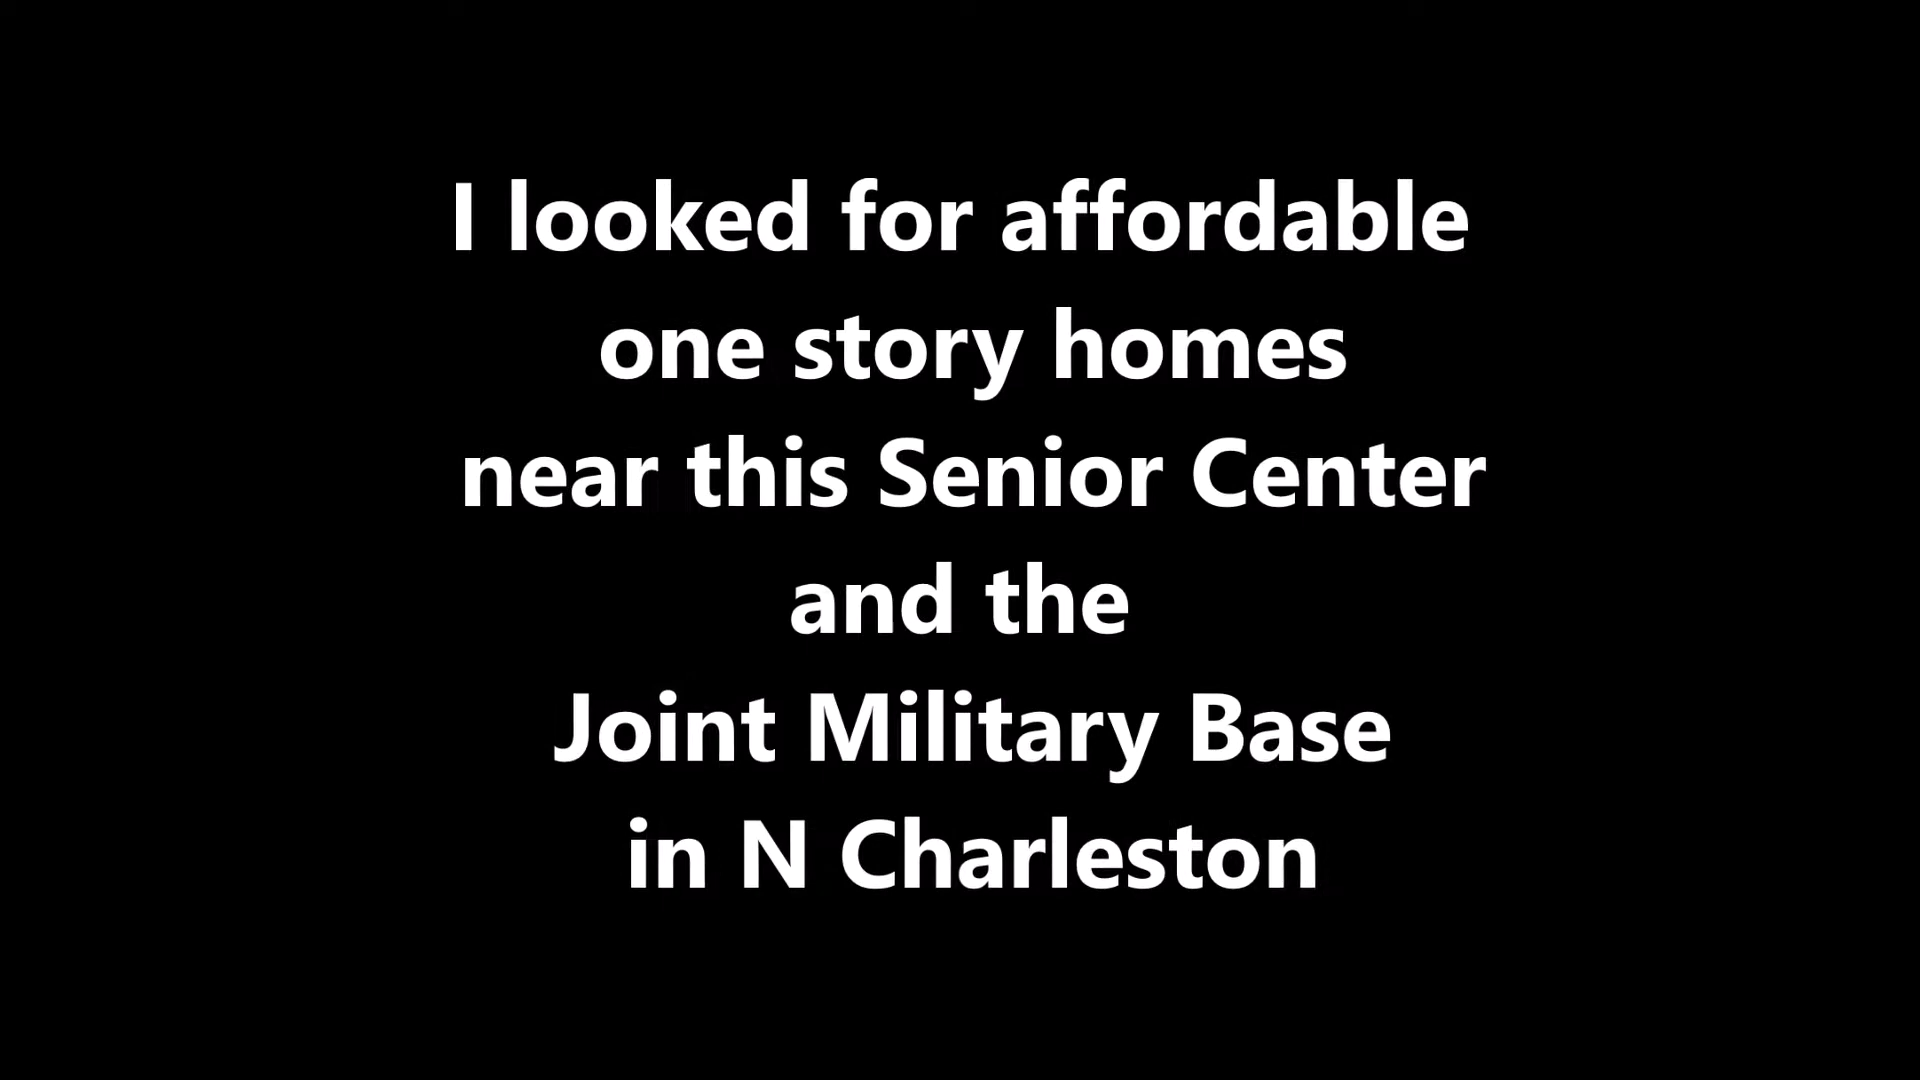 I looked for affordable
one story homes
near this Senior Center
and the
Joint Military Base
in N Charleston